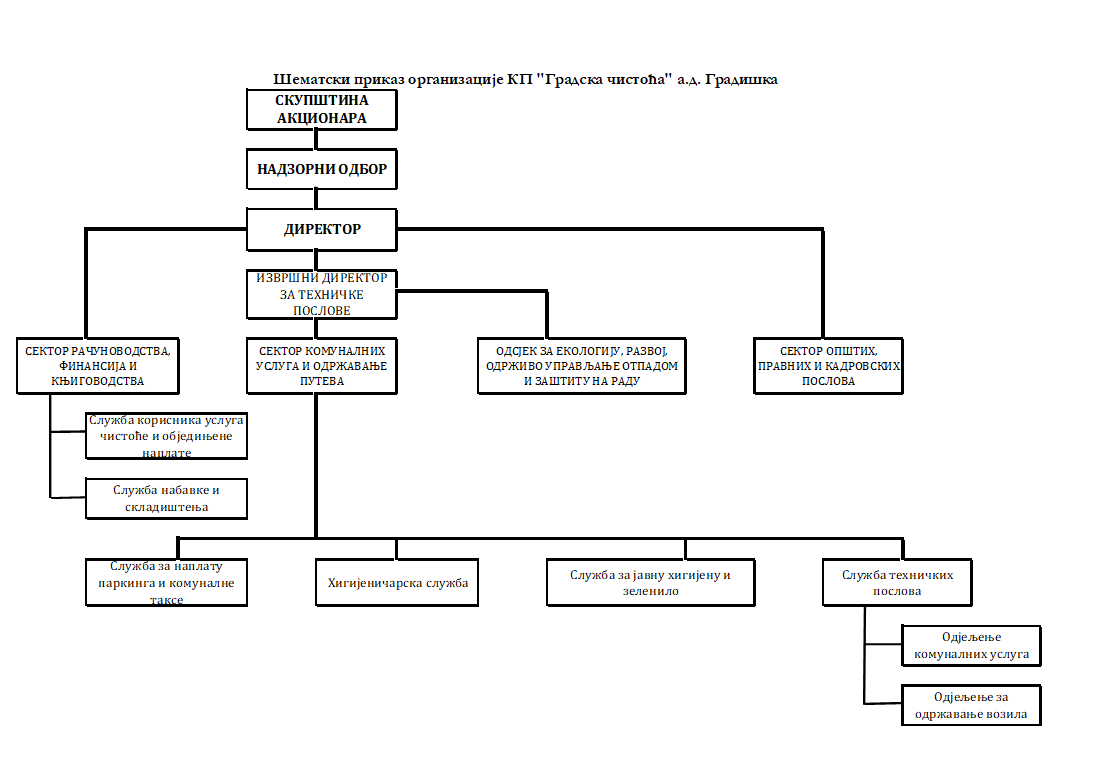 Шематски приказ организације КП "Градска чистоћа" а.д. Градишка
СКУПШТИНА
АКЦИОНАРА
НАДЗОРНИ ОДБОР
ДИРЕКТОР
ИЗВРШНИ ДИРЕКТОР
ЗА ТЕХНИЧКЕ
ПОСЛОВЕ
СЕКТОР РАЧУНОВОДСТВА,
ФИНАНСИЈА И
КЊИГОВОДСТВА
СЕКТОР КОМУНАЛНИХ
УСЛУГА И ОДРЖАВАЊЕ
ПУТЕВА
ОДСЈЕК ЗА ЕКОЛОГИЈУ, РАЗВОЈ,
ОДРЖИВО УПРАВЉАЊЕ ОТПАДОМ
И ЗАШТИТУ НА РАДУ
СЕКТОР ОПШТИХ,
ПРАВНИХ И КАДРОВСКИХ
ПОСЛОВА
Служба корисника услуга
чистоће и обједињене
наплате
Служба набавке и
складиштења
Служба за наплату
паркинга и комуналне
таксе
Хигијеничарска служба
Служба за јавну хигијену и
зеленило
Служба техничких
послова
Одјељење
комуналних услуга
Одјељење за
одржавање возила